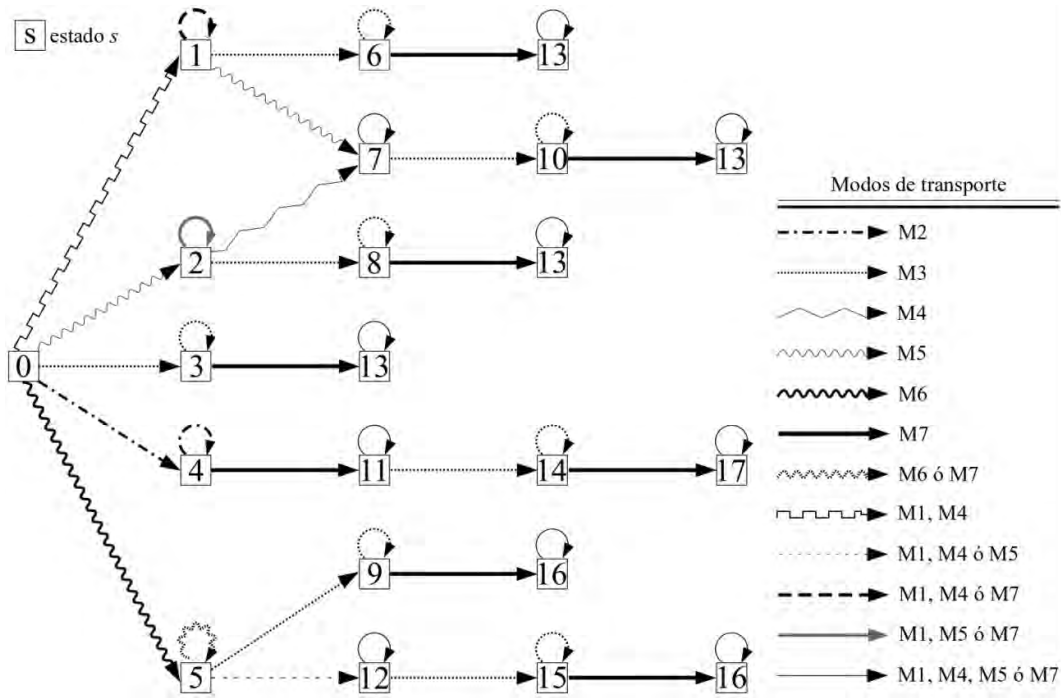 S estado s
1
6
13
7
10
13
2
8
13
0
3
13
4
11
14
17
9
16
5
12
15
16
Modos de transporte
M2
M3
M4
M5
M6
M7
M6 ó M7
M1, M4
M1, M4 ó M5
M1, M4 ó M7
M1, M5 ó M7
M1, M4, M5 ó M7